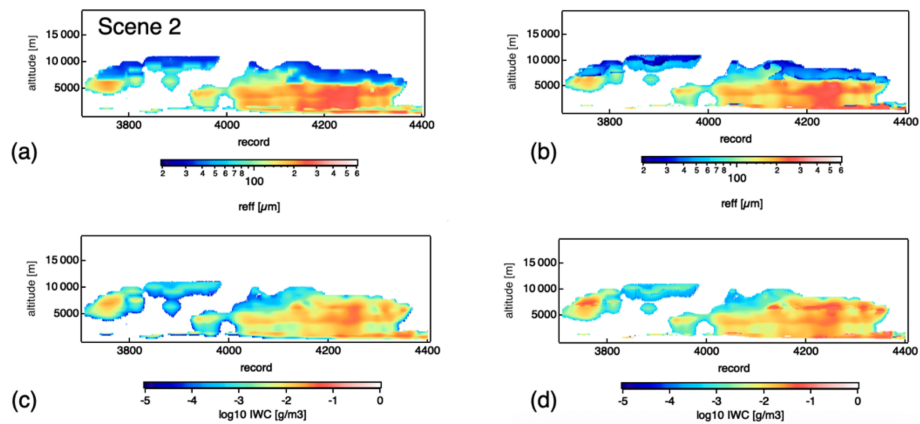 Scene 2
altitude [m]
15 000
10 000
5000
3800 4000 4200 4400
record
(a)
2 3 4 5 6 7 8 100 2 3 4 5 6
reff [µm]
altitude [m]
15 000
10 000
5000
3800 4000 4200 4400
record
(b)
2 3 4 5 6 7 8 100 2 3 4 5 6
reff [µm]
altitude [m]
15 000
10 000
5000
3800 4000 4200 4400
record
(c)
-5 -4 -3 -2 -1 0
log10 IWC [g/m3]
altitude [m]
15 000
10 000
5000
3800 4000 4200 4400
record
(d)
-5 -4 -3 -2 -1 0
log10 IWC [g/m3]